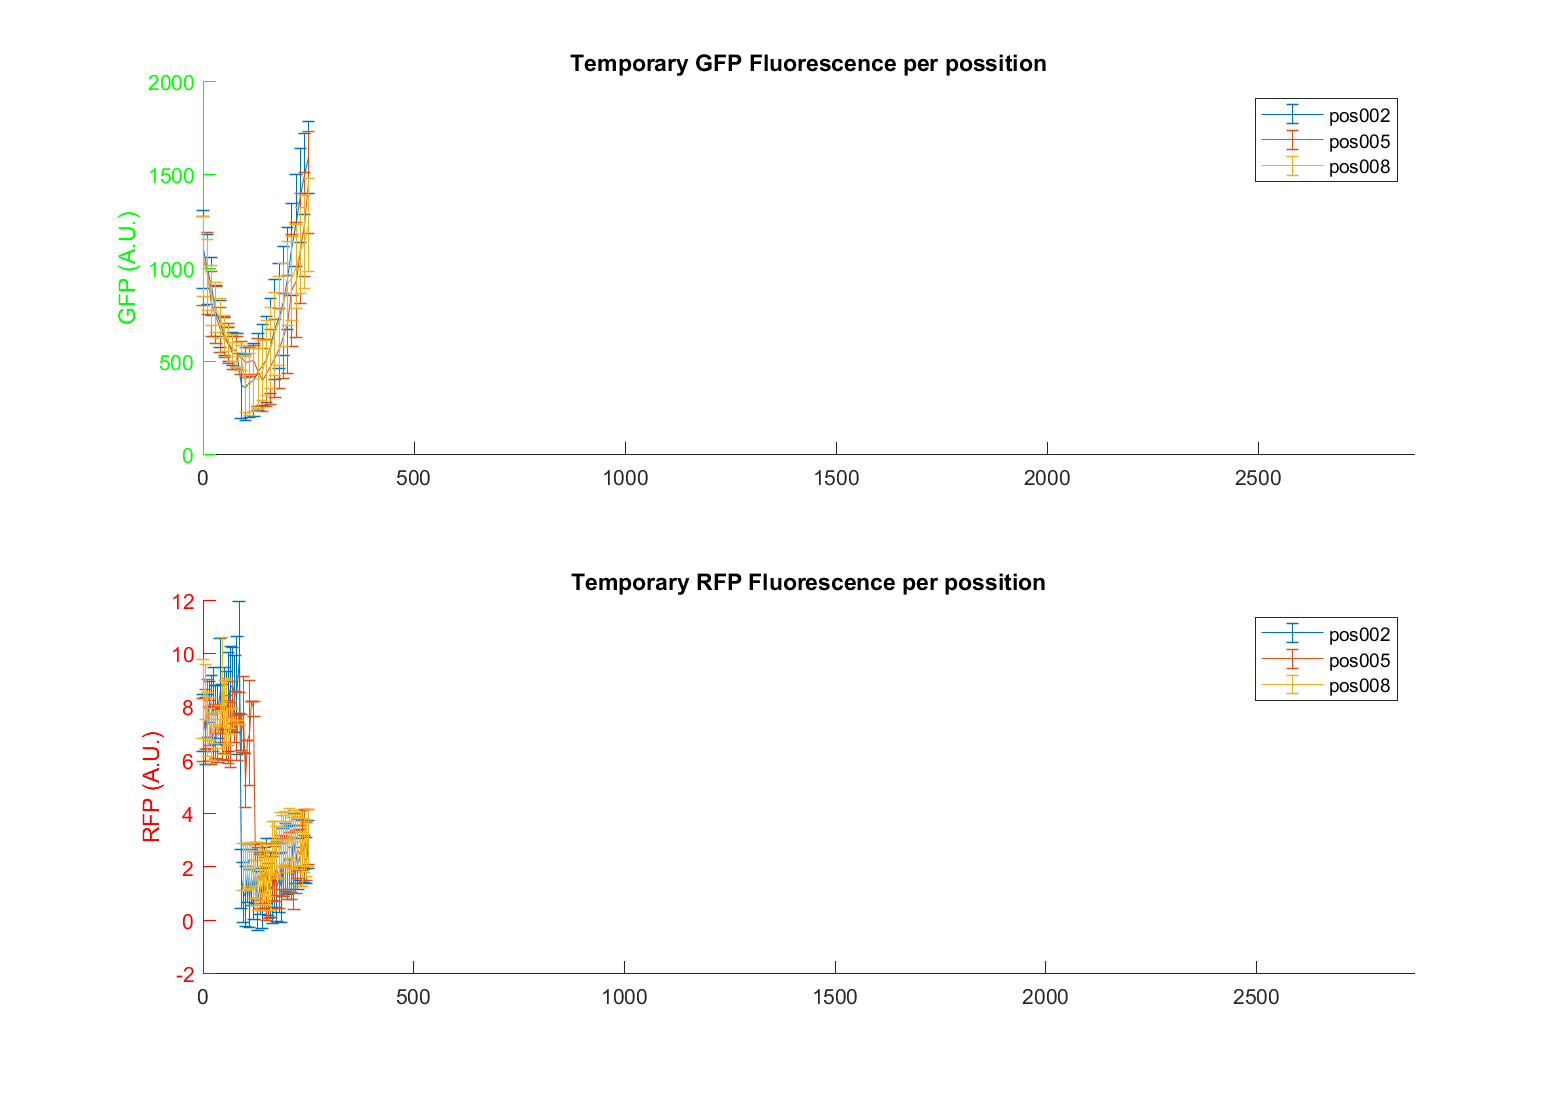 Temporary GFP Fluorescence per possition
2000
1500
1000
500
0
GFP (A.U.)
pos002
pos005
pos008
0 500 1000 1500 2000 2500
Temporary RFP Fluorescence per possition
12
10
8
6
4
2
0
-2
RFP (A.U.)
pos002
pos005
pos008
0 500 1000 1500 2000 2500